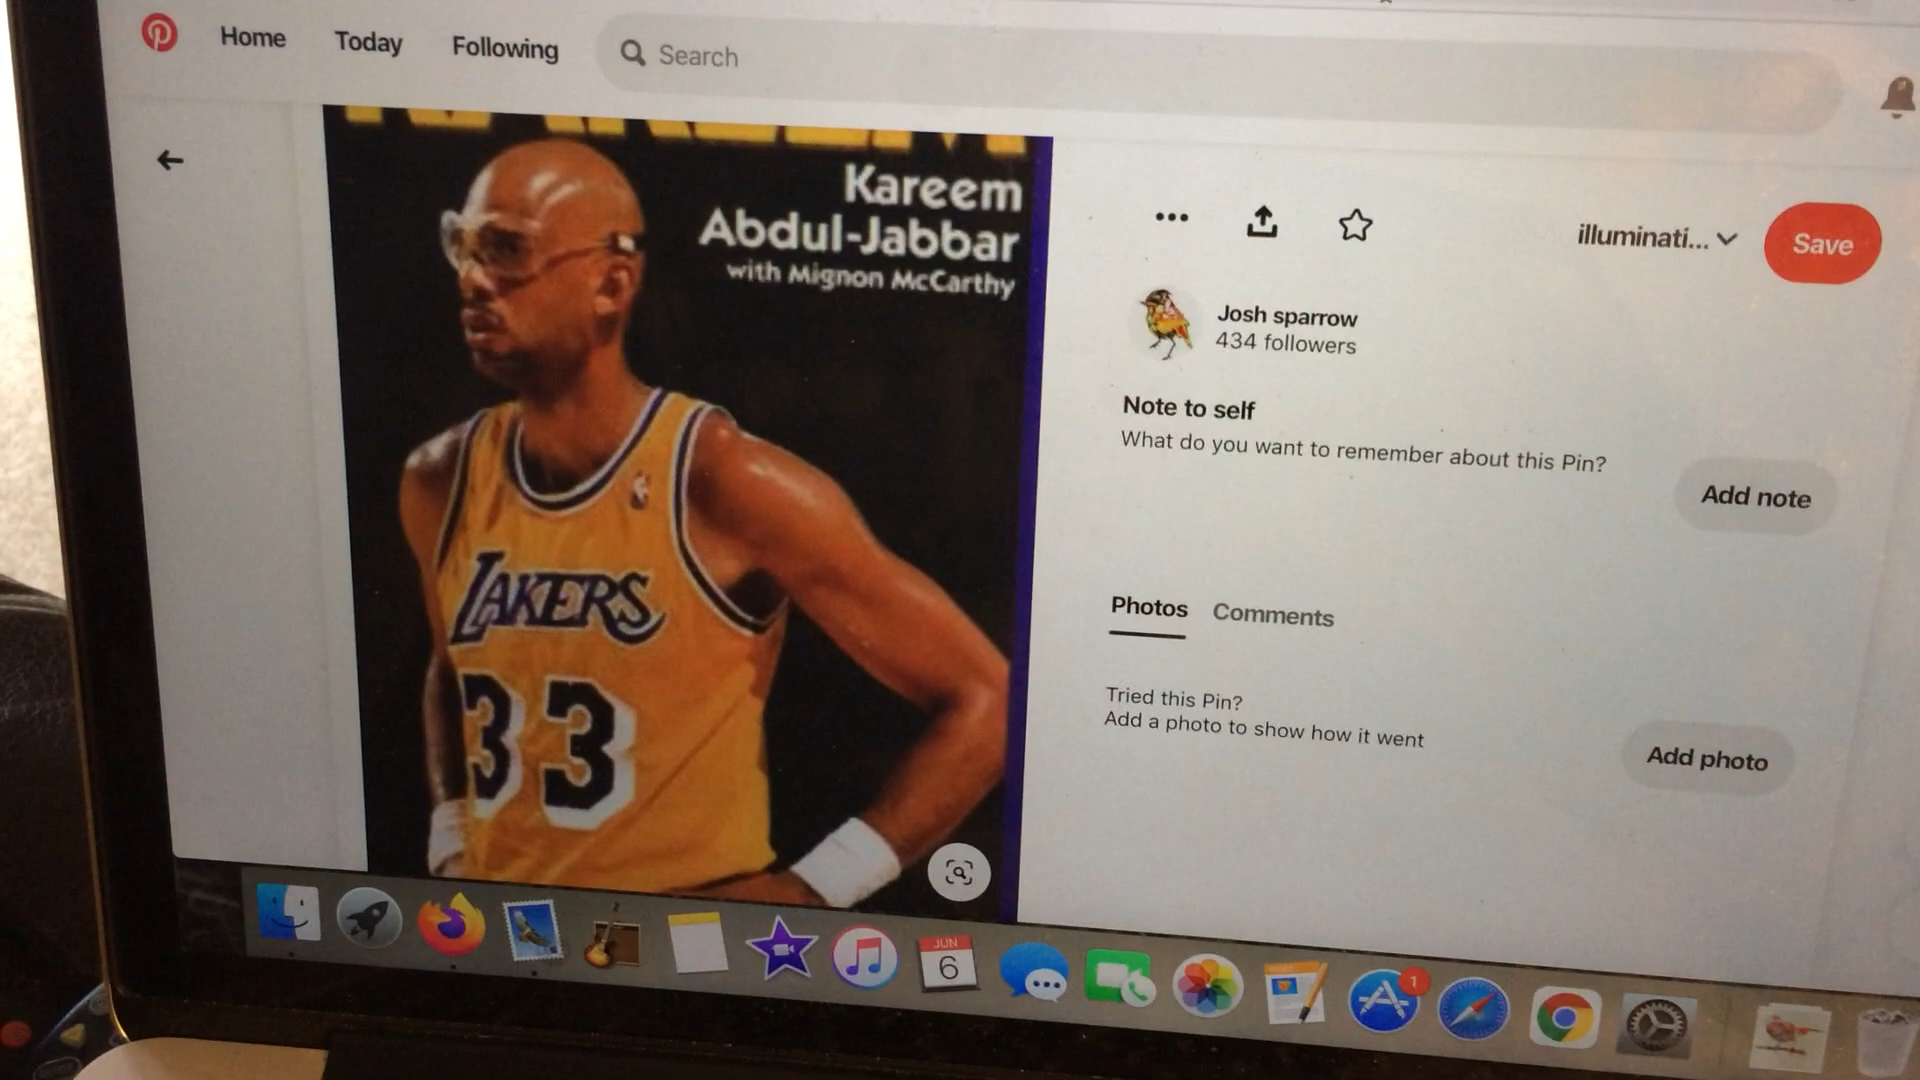 Home Today Following Search
Kareem
Abdul-Jabbar
with Mignon McCarthy
LAKERS
33
illuminati...
Save
Josh sparrow
434 followers
Note to self
What do you want to remember about this Pin?
Add note
Photos Comments
Tried this Pin?
Add a photo to show how it went
Add photo
JUN
6
1